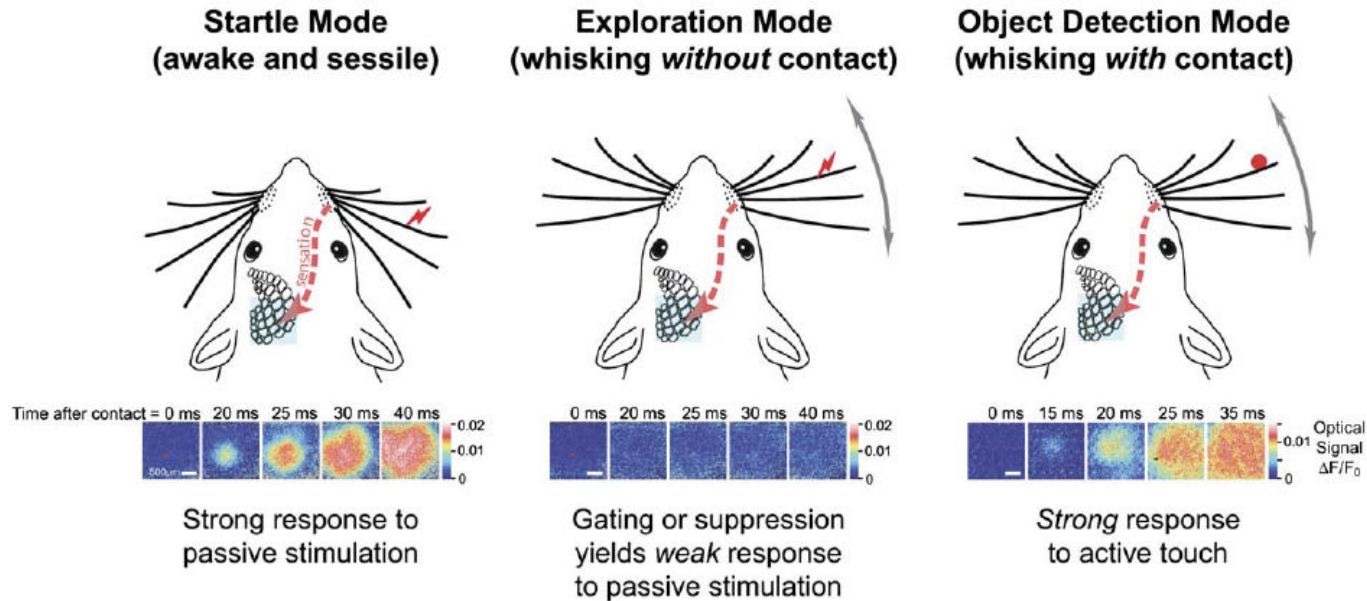 Startle Mode
(awake and sessile)
Exploration Mode
(whisking without contact)
Object Detection Mode
(whisking with contact)
sensation
Time after contact = 0 ms 20 ms 25 ms 30 ms 40 ms
0.02
0.01
0
500µm
0 ms 20 ms 25 ms 30 ms 40 ms
0.02
0.01
0
0 ms 15 ms 20 ms 25 ms 35 ms
0.01
0
Optical
Signal
ΔF/F₀
Strong response to
passive stimulation
Gating or suppression
yields weak response
to passive stimulation
Strong response
to active touch